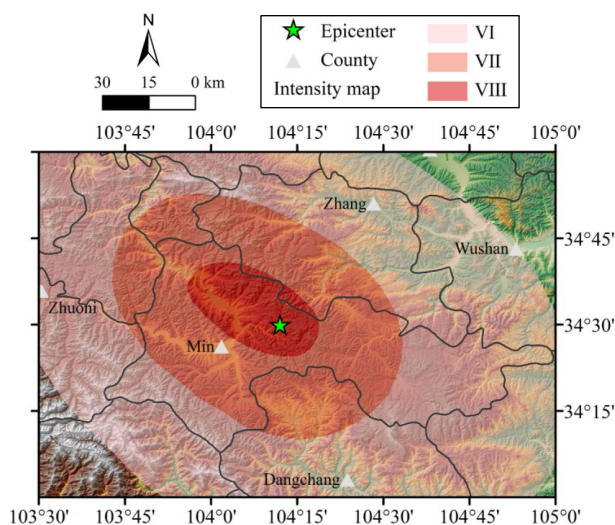 N
30 15 0 km
Epicenter
County
Intensity map
VI
VII
VIII
103°45' 104°0' 104°15' 104°30' 104°45' 105°0'
Zhang
Wushan
34°45'
Zhuoni
34°30'
Min
34°15'
Dangchang
103°30' 103°45' 104°0' 104°15' 104°30' 104°45' 105°0'